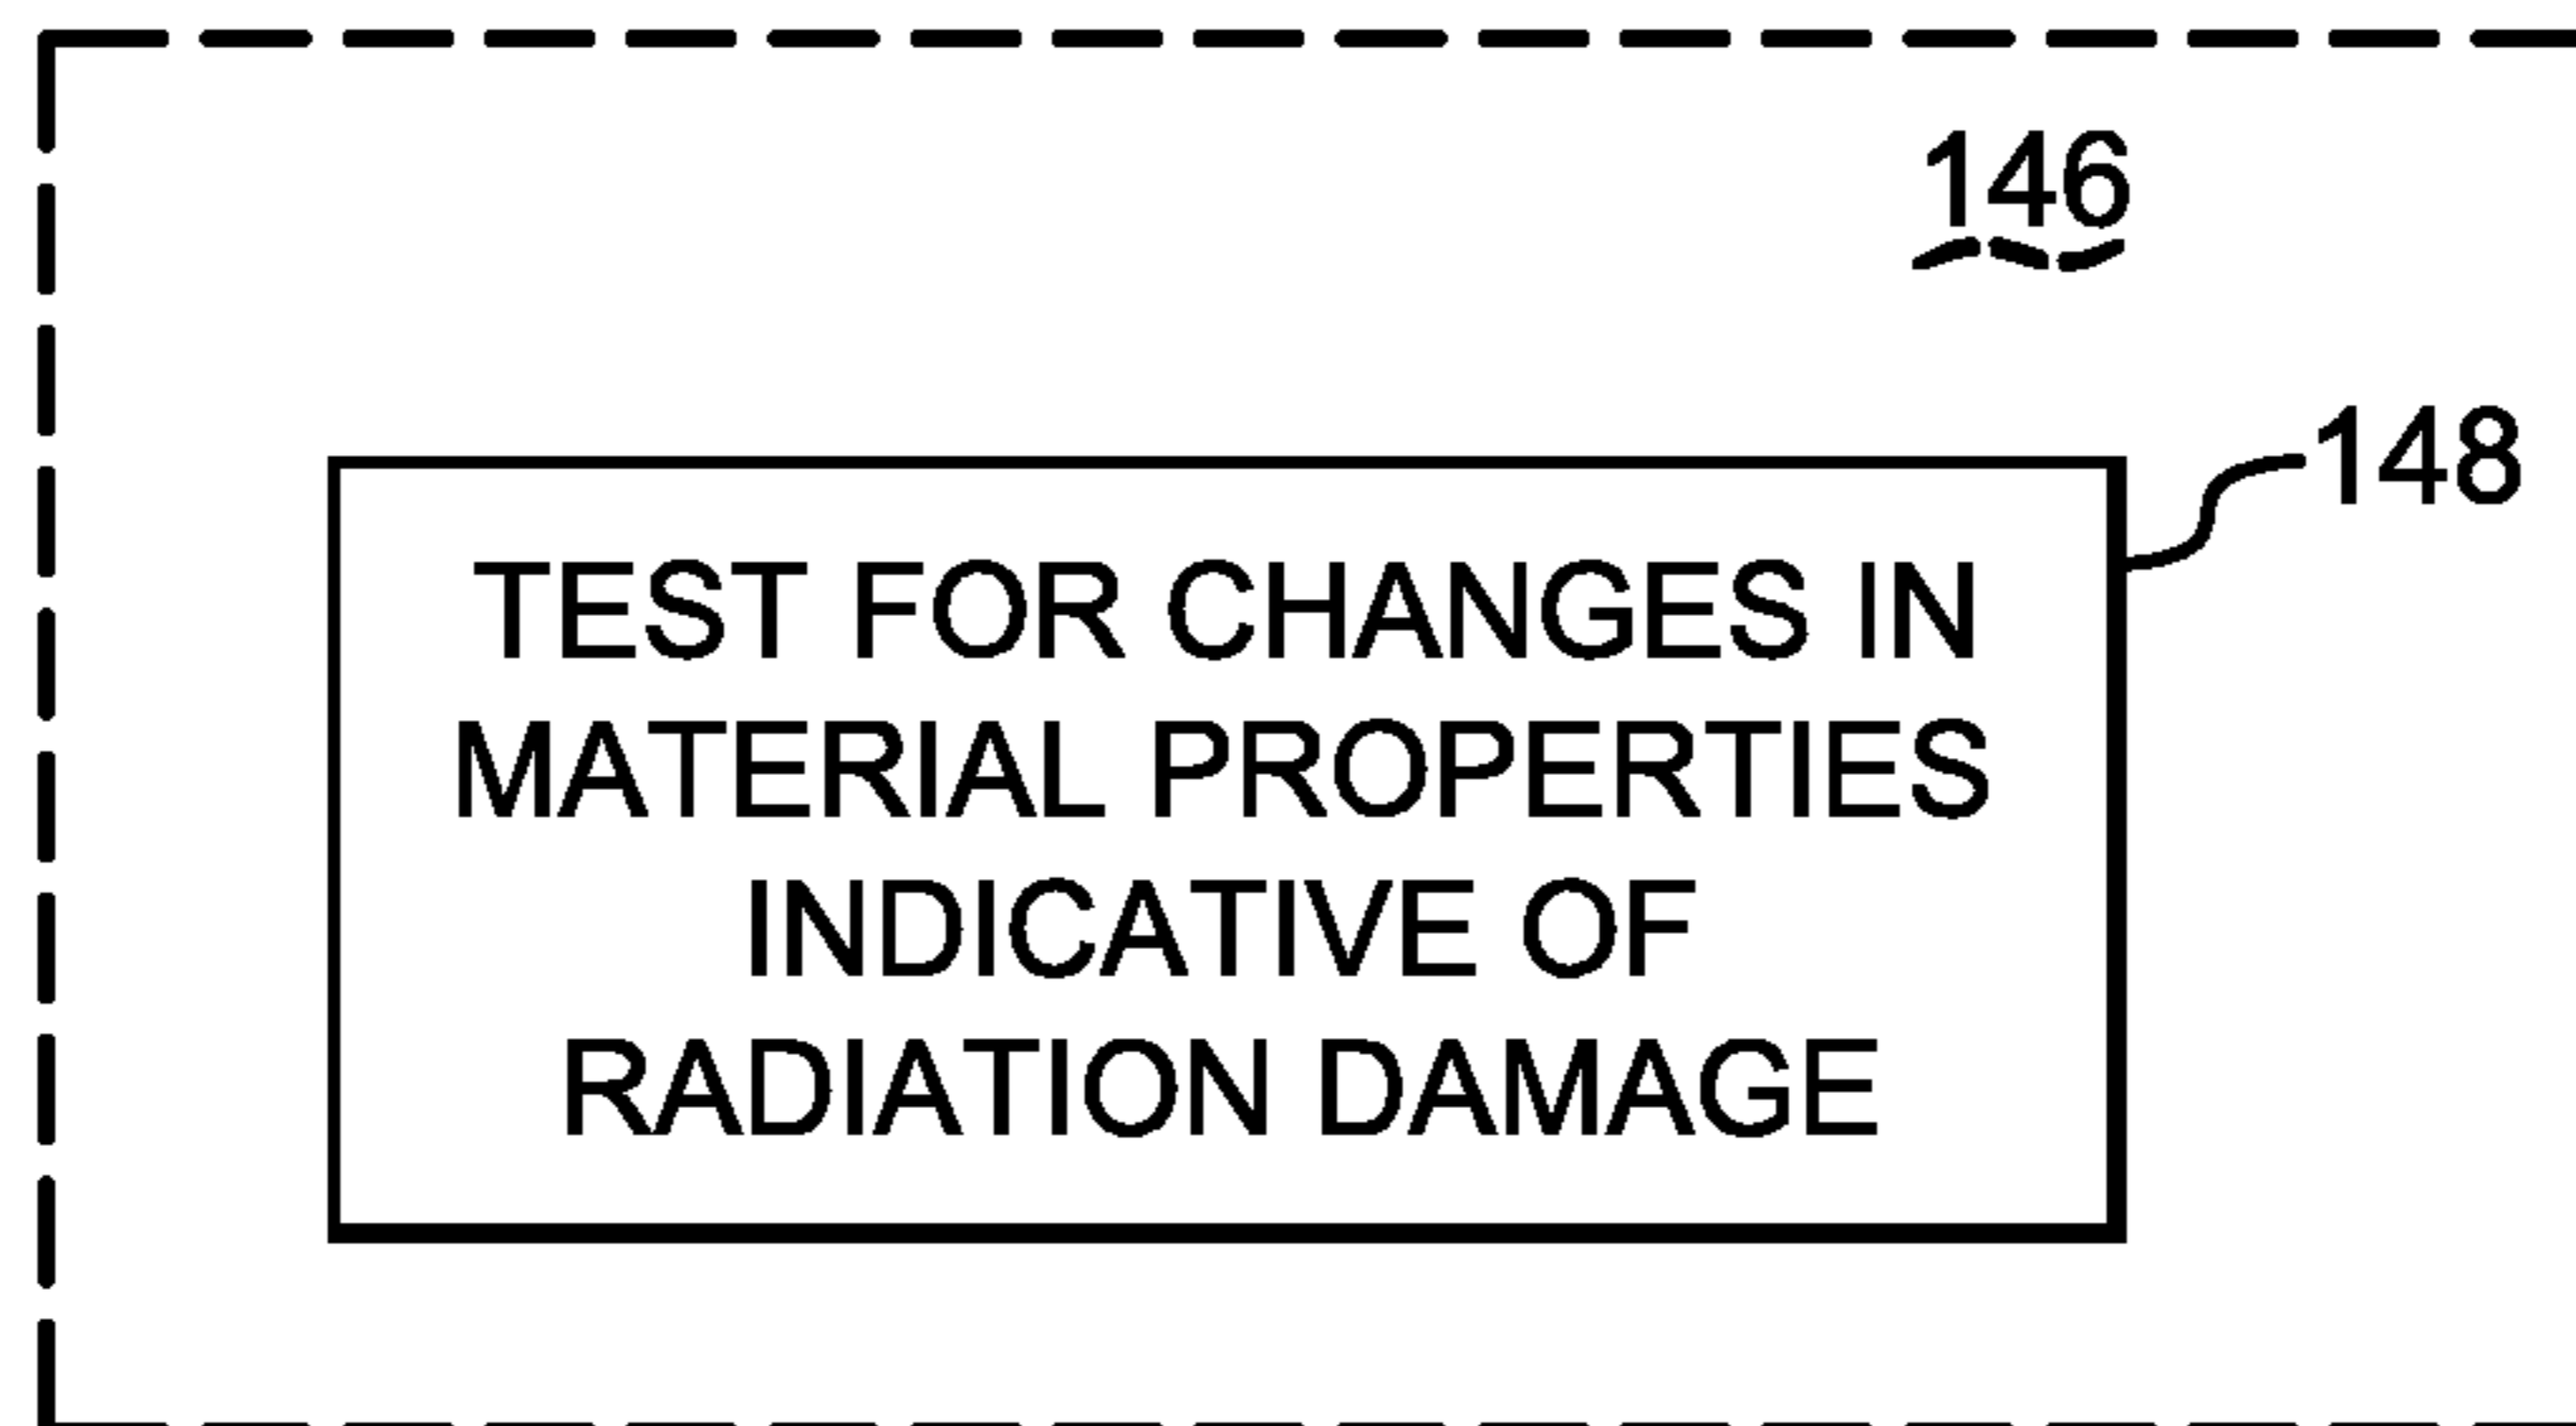 146
148
TEST FOR CHANGES IN
MATERIAL PROPERTIES
INDICATIVE OF
RADIATION DAMAGE